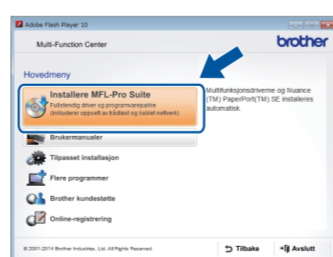 Adobe Flash Player 10
Multi-Function Center
brother
Hovedmeny
Installere MFL-Pro Suite
Fullstendig driver og programvarepakke
(Inkluderer oppsett av trådløst og kablet nettverk)
Multifunksjonsdriverne og Nuance
(TM) PaperPort(TM) SE installeres
automatisk.
Brukermanualer
Tilpasset installasjon
Flere programmer
Brother kundestøtte
Online-registrering
© 2001-2014 Brother Industries, Ltd. All Rights Reserved.
Tilbake
Avslutt